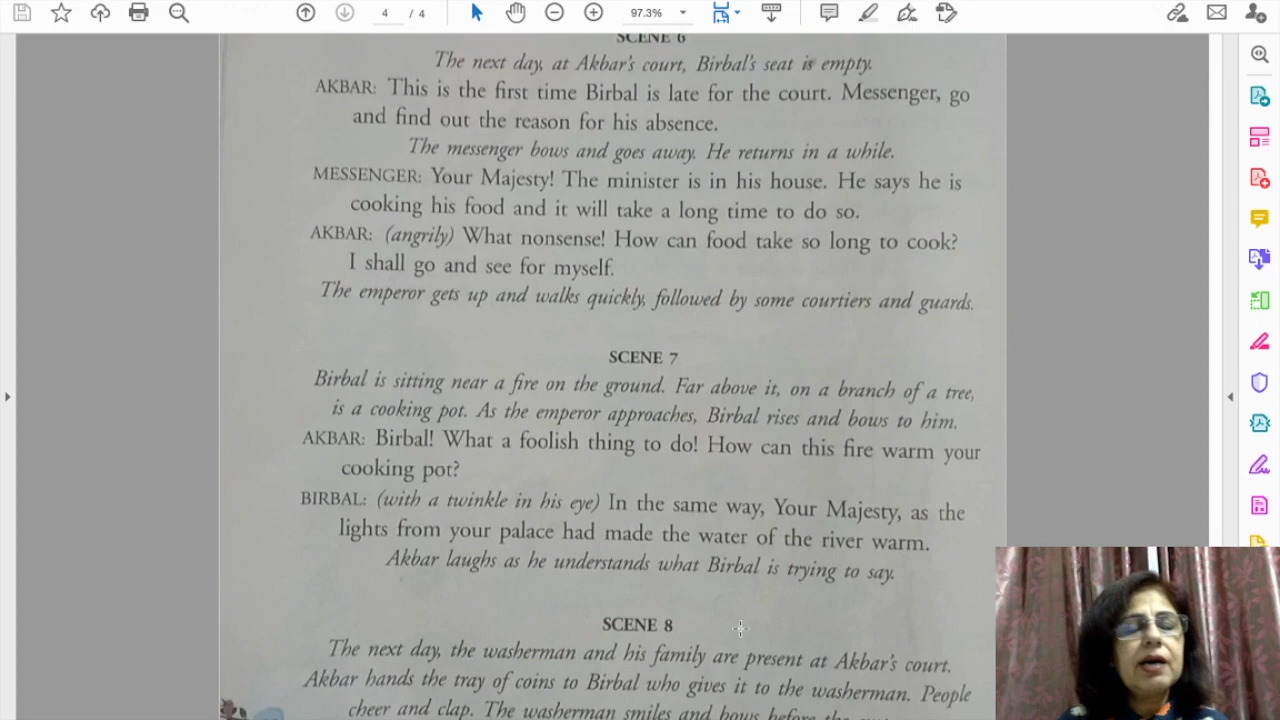 4 / 4
97.3%
SCENE 6
The next day, at Akbar's court, Birbal's seat is empty.
AKBAR: This is the first time Birbal is late for the court. Messenger, go
and find out the reason for his absence.
The messenger bows and goes away. He returns in a while.
MESSENGER: Your Majesty! The minister is in his house. He says he is
cooking his food and it will take a long time to do so.
AKBAR: (angrily) What nonsense! How can food take so long to cook?
I shall go and see for myself.
The emperor gets up and walks quickly, followed by some courtiers and guards.
SCENE 7
Birbal is sitting near a fire on the ground. Far above it, on a branch of a tree,
is a cooking pot. As the emperor approaches, Birbal rises and bows to him.
AKBAR: Birbal! What a foolish thing to do! How can this fire warm your
cooking pot?
BIRBAL: (with a twinkle in his eye) In the same way, Your Majesty, as the
lights from your palace had made the water of the river warm.
Akbar laughs as he understands what Birbal is trying to say.
SCENE 8
The next day, the washerman and his family are present at Akbar's court.
Akbar hands the tray of coins to Birbal who gives it to the washerman. People
cheer and clap. The washerman smiles and bows before the